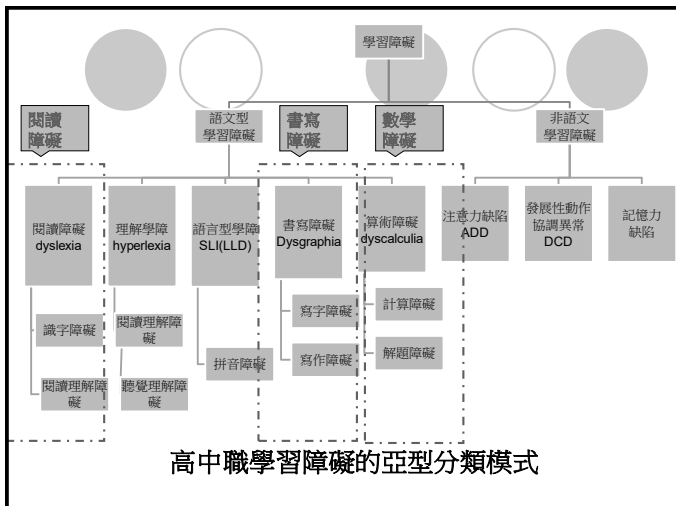 學習障礙
閱讀
障礙
語文型
學習障礙
書寫
障礙
數學
障礙
非語文
學習障礙
閱讀障礙
dyslexia
理解學障
hyperlexia
語言型學障
SLI(LLD)
書寫障礙
Dysgraphia
算術障礙
dyscalculia
注意力缺陷
ADD
發展性動作
協調異常
DCD
記憶力
缺陷
識字障礙
閱讀理解障
礙
閱讀理解障
礙
聽覺理解障
礙
拼音障礙
寫字障礙
寫作障礙
計算障礙
解題障礙
高中職學習障礙的亞型分類模式